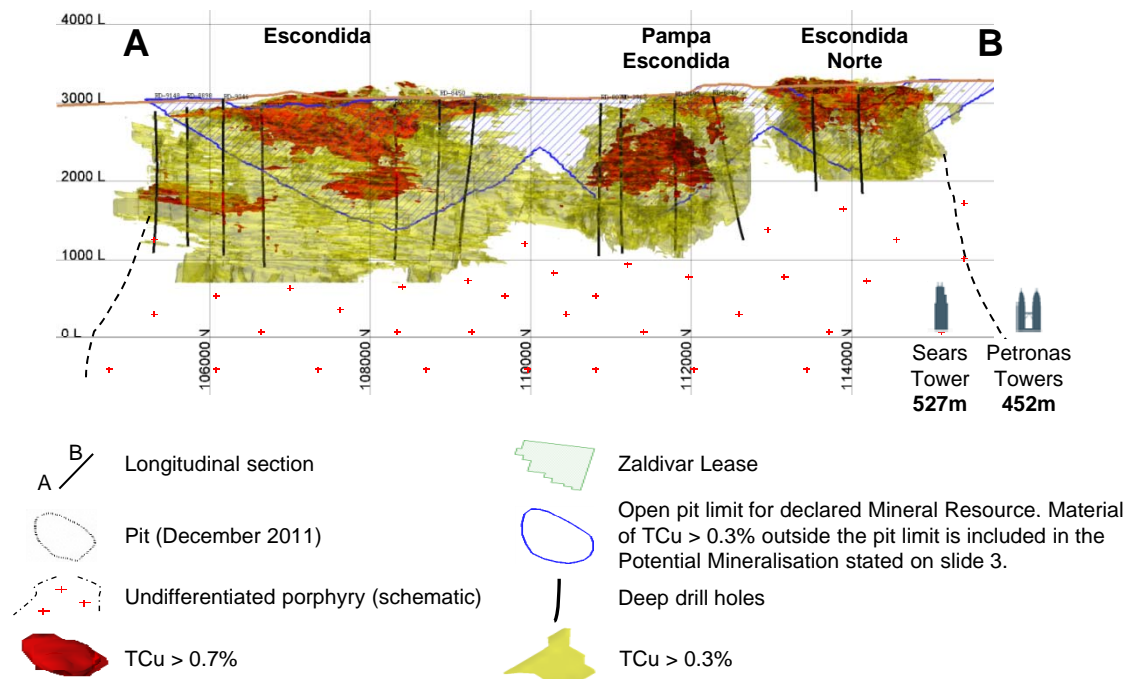 4000 L
A
Escondida
Pampa
Escondida
Escondida
Norte
B
3000 L
2000 L
1000 L
0 L
106000 N
108000 N
110000 N
112000 N
114000 N
Sears
Tower
527m
Petronas
Towers
452m
A
B
Longitudinal section
Zaldivar Lease
Pit (December 2011)
Open pit limit for declared Mineral Resource. Material
of TCu > 0.3% outside the pit limit is included in the
Potential Mineralisation stated on slide 3.
Undifferentiated porphyry (schematic)
Deep drill holes
TCu > 0.7%
TCu > 0.3%